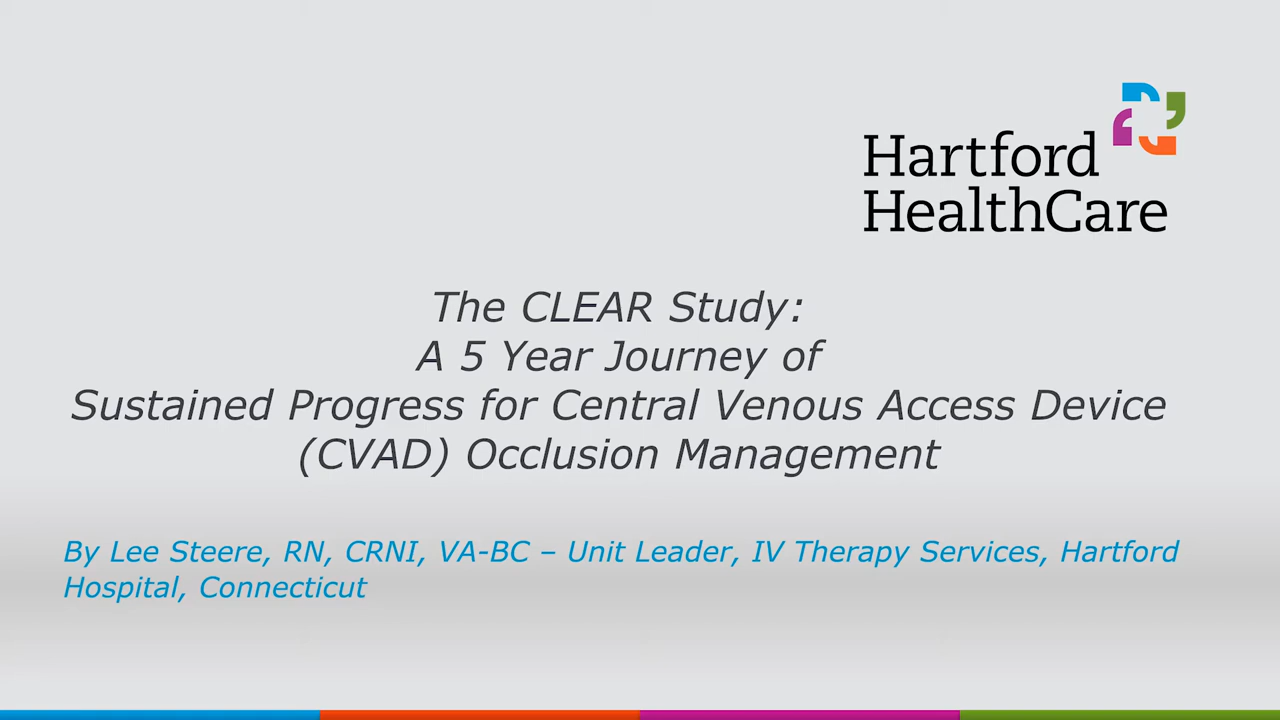 Hartford
HealthCare
The CLEAR Study:
A 5 Year Journey of
Sustained Progress for Central Venous Access Device
(CVAD) Occlusion Management
By Lee Steere, RN, CRNI, VA-BC – Unit Leader, IV Therapy Services, Hartford
Hospital, Connecticut